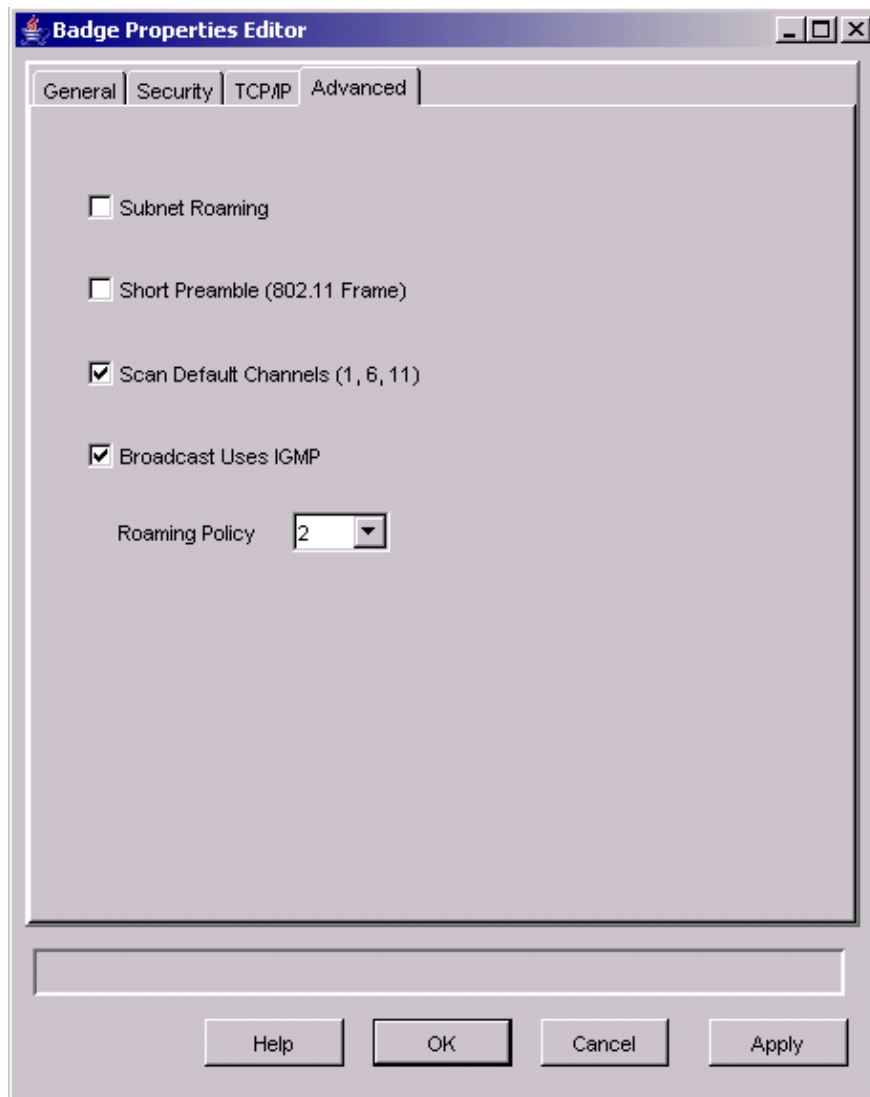 Badge Properties Editor
General Security TCP/IP Advanced
Subnet Roaming
Short Preamble (802.11 Frame)
Scan Default Channels (1, 6, 11)
Broadcast Uses IGMP
Roaming Policy 2
Help OK Cancel Apply